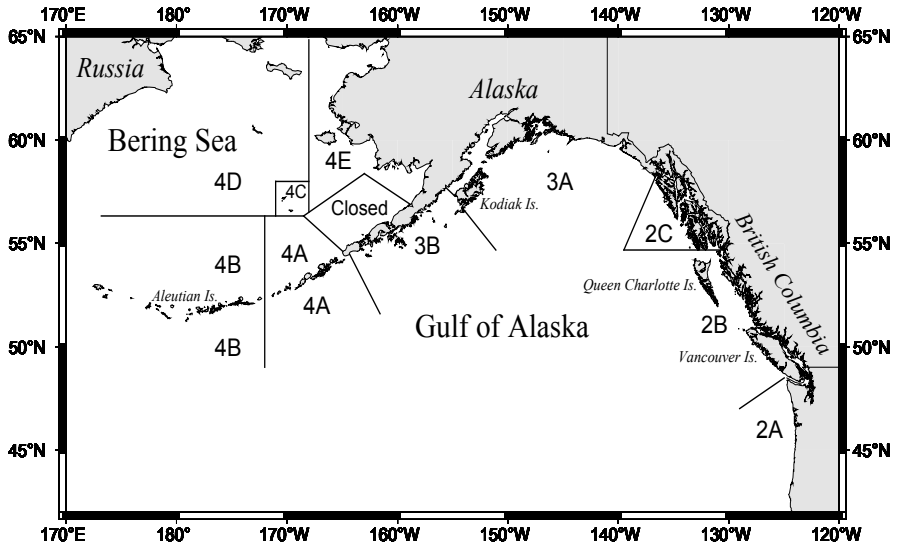 170°E 180° 170°W 160°W 150°W 140°W 130°W 120°W
65°N 65°N
Russia
Alaska
60°N 60°N
Bering Sea
4E
4D
4C
3A
Closed
Kodiak Is.
British Columbia
2C
3B
55°N 55°N
4A
4B
Queen Charlotte Is.
Aleutian Is.
4A
2B
Gulf of Alaska
50°N 50°N
4B
Vancouver Is.
2A
45°N 45°N
170°E 180° 170°W 160°W 150°W 140°W 130°W 120°W